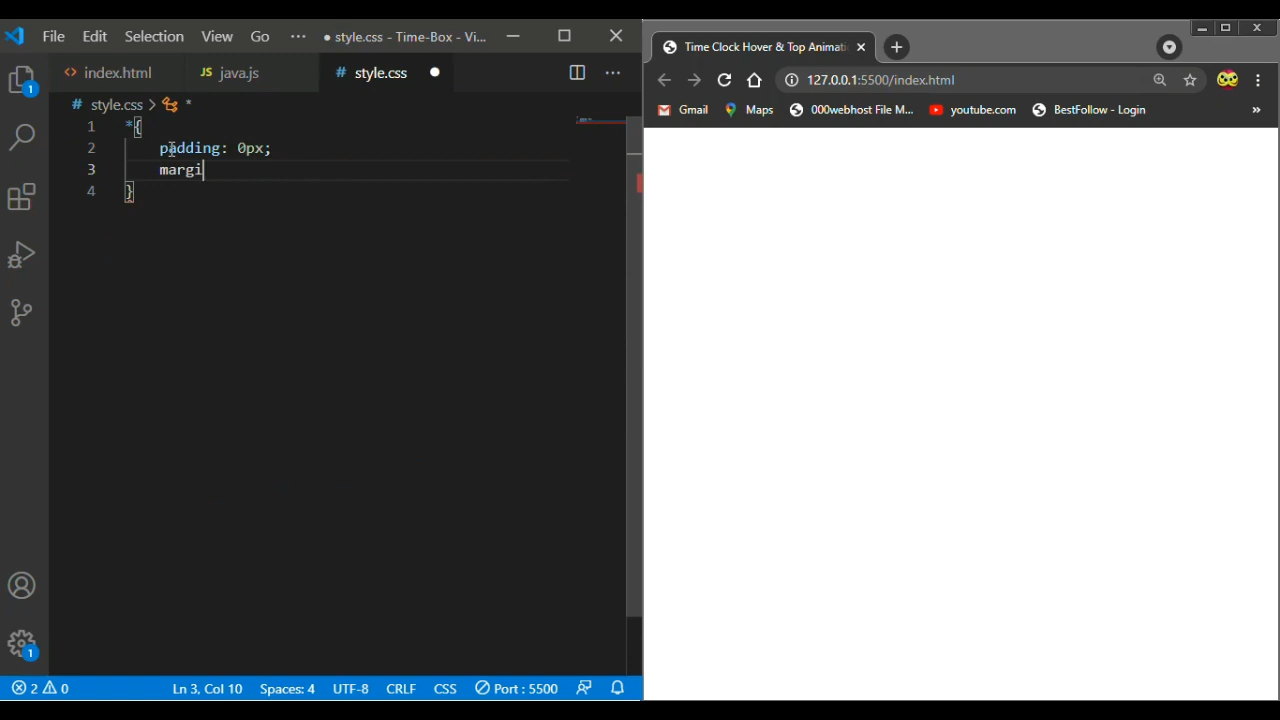 File Edit Selection View Go ··· ● style.css - Time-Box - Vi...
<> index.html JS java.js # style.css ●
# style.css > *
1 *{
2 padding: 0px;
3 margi
4 }
1
1
⊗ 2 ⚠ 0 Ln 3, Col 10 Spaces: 4 UTF-8 CRLF CSS Port : 5500
Time Clock Hover & Top Animati
127.0.0.1:5500/index.html
Gmail Maps 000webhost File M... youtube.com BestFollow - Login »